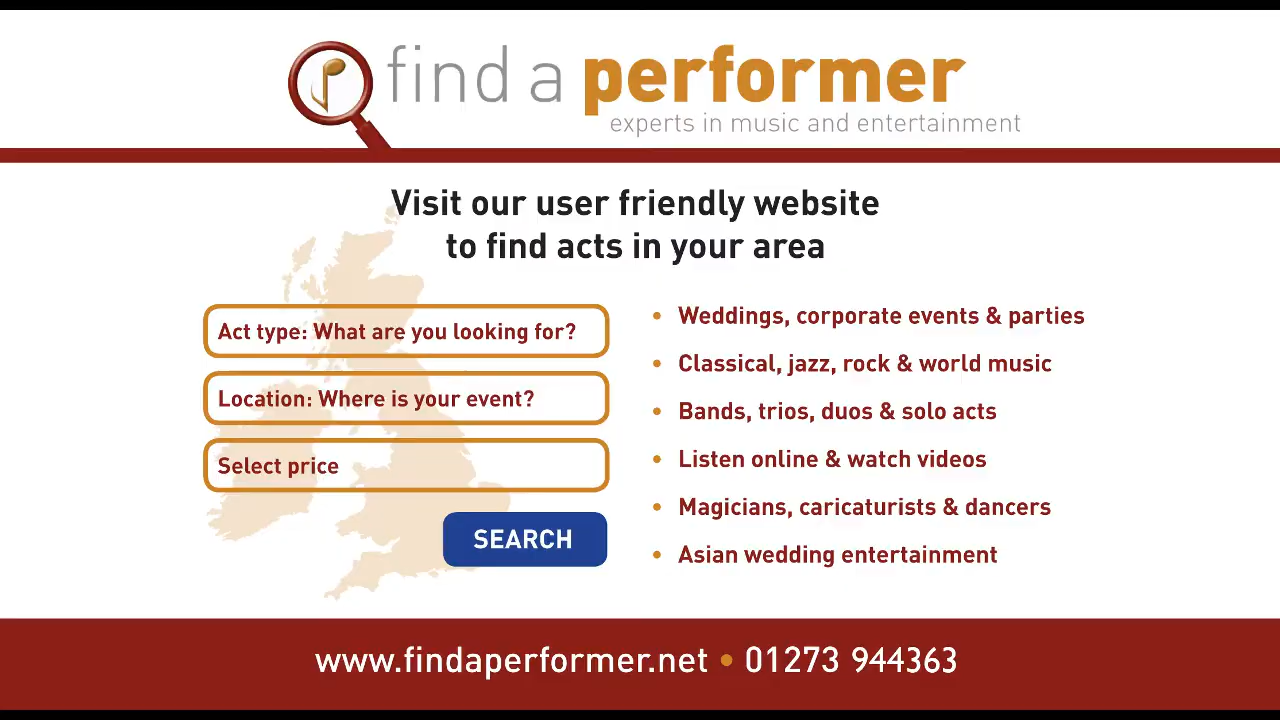 find a performer
experts in music and entertainment
Visit our user friendly website
to find acts in your area
Act type: What are you looking for?
Location: Where is your event?
Select price
SEARCH
• Weddings, corporate events & parties
• Classical, jazz, rock & world music
• Bands, trios, duos & solo acts
• Listen online & watch videos
• Magicians, caricaturists & dancers
• Asian wedding entertainment
www.findaperformer.net • 01273 944363